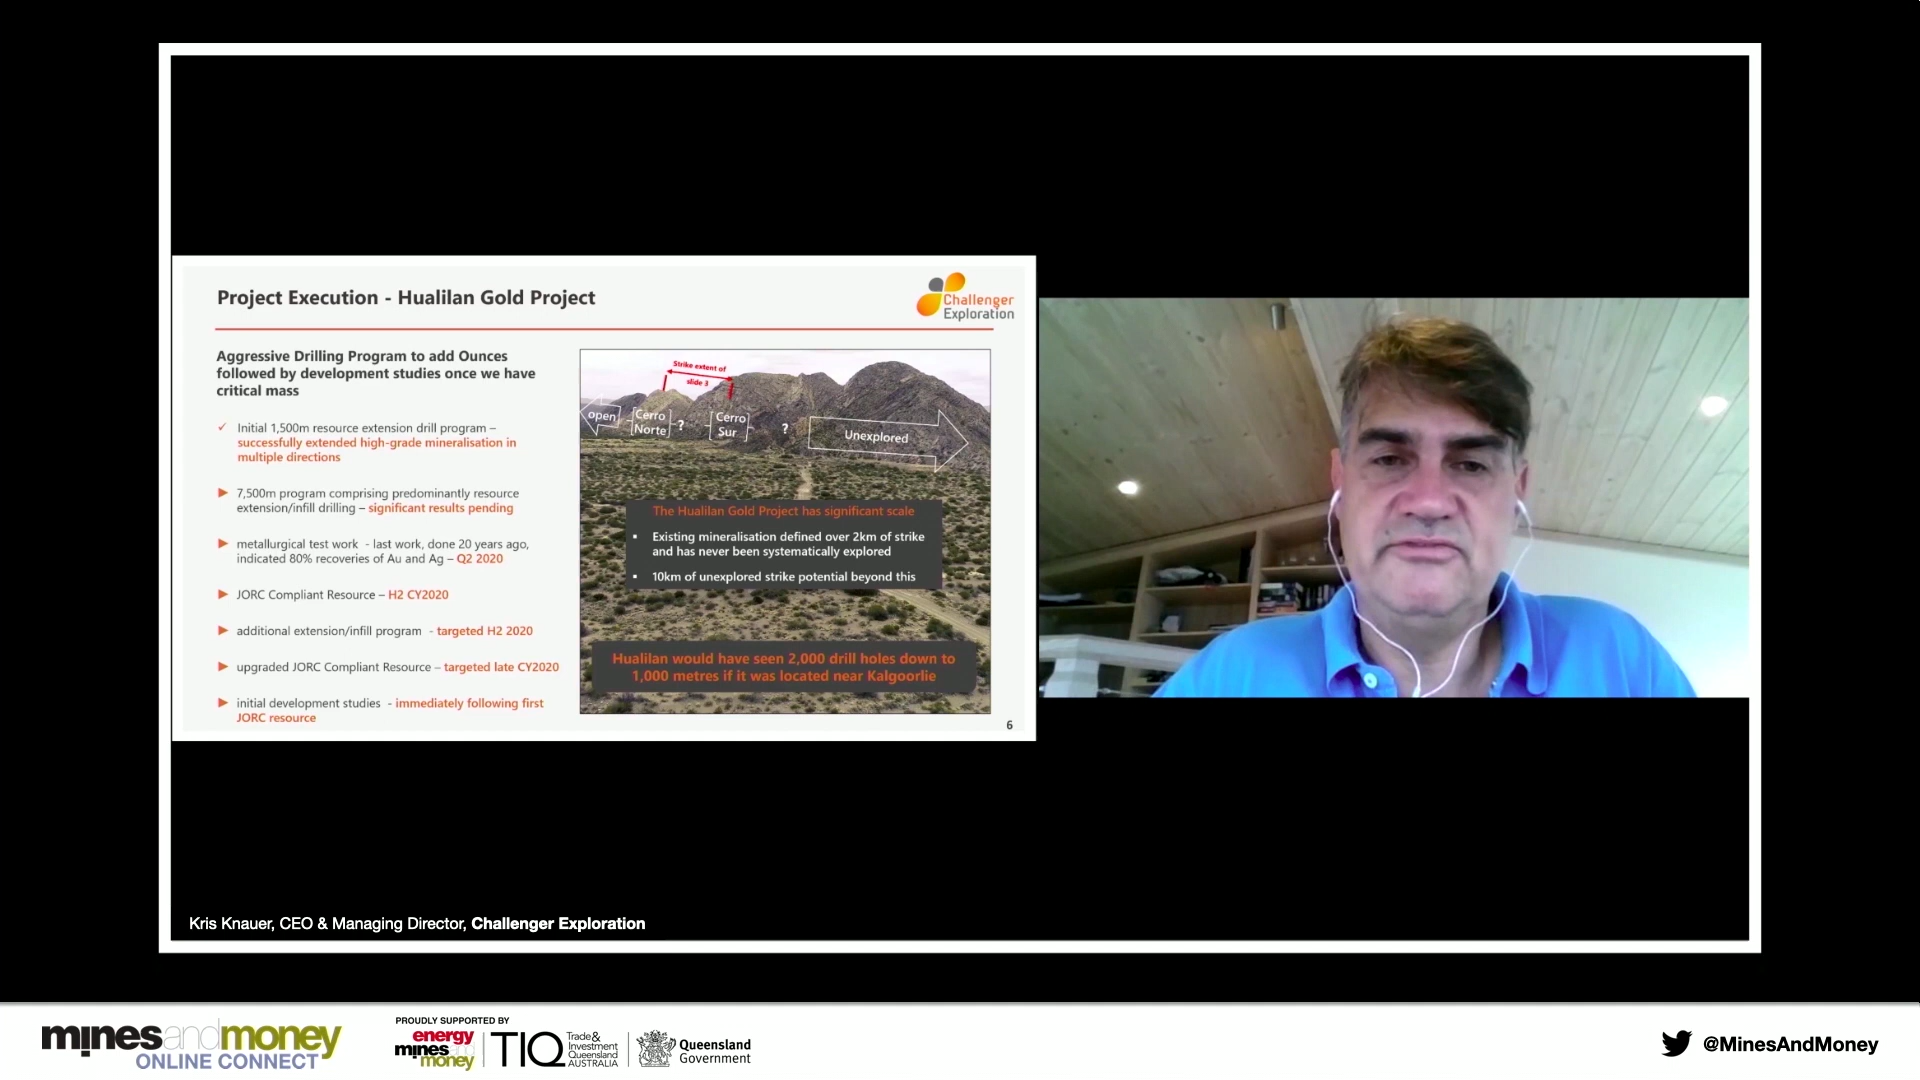 Project Execution - Hualilan Gold Project
Challenger
Exploration
Aggressive Drilling Program to add Ounces
followed by development studies once we have
critical mass
✓ Initial 1,500m resource extension drill program –
successfully extended high-grade mineralisation in
multiple directions
► 7,500m program comprising predominantly resource
extension/infill drilling – significant results pending
► metallurgical test work - last work, done 20 years ago,
indicated 80% recoveries of Au and Ag – Q2 2020
► JORC Compliant Resource – H2 CY2020
► additional extension/infill program - targeted H2 2020
► upgraded JORC Compliant Resource – targeted late CY2020
► initial development studies - immediately following first
JORC resource
Strike extent of
slide 3
open
Cerro
Norte
?
Cerro
Sur
?
Unexplored
The Hualilan Gold Project has significant scale
▪ Existing mineralisation defined over 2km of strike
and has never been systematically explored
▪ 10km of unexplored strike potential beyond this
Hualilan would have seen 2,000 drill holes down to
1,000 metres if it was located near Kalgoorlie
6
Kris Knauer, CEO & Managing Director, Challenger Exploration
minesandmoney
ONLINE CONNECT
PROUDLY SUPPORTED BY
energy
mines and
money
TIQ
Trade &
Investment
Queensland
AUSTRALIA
Queensland
Government
@MinesAndMoney